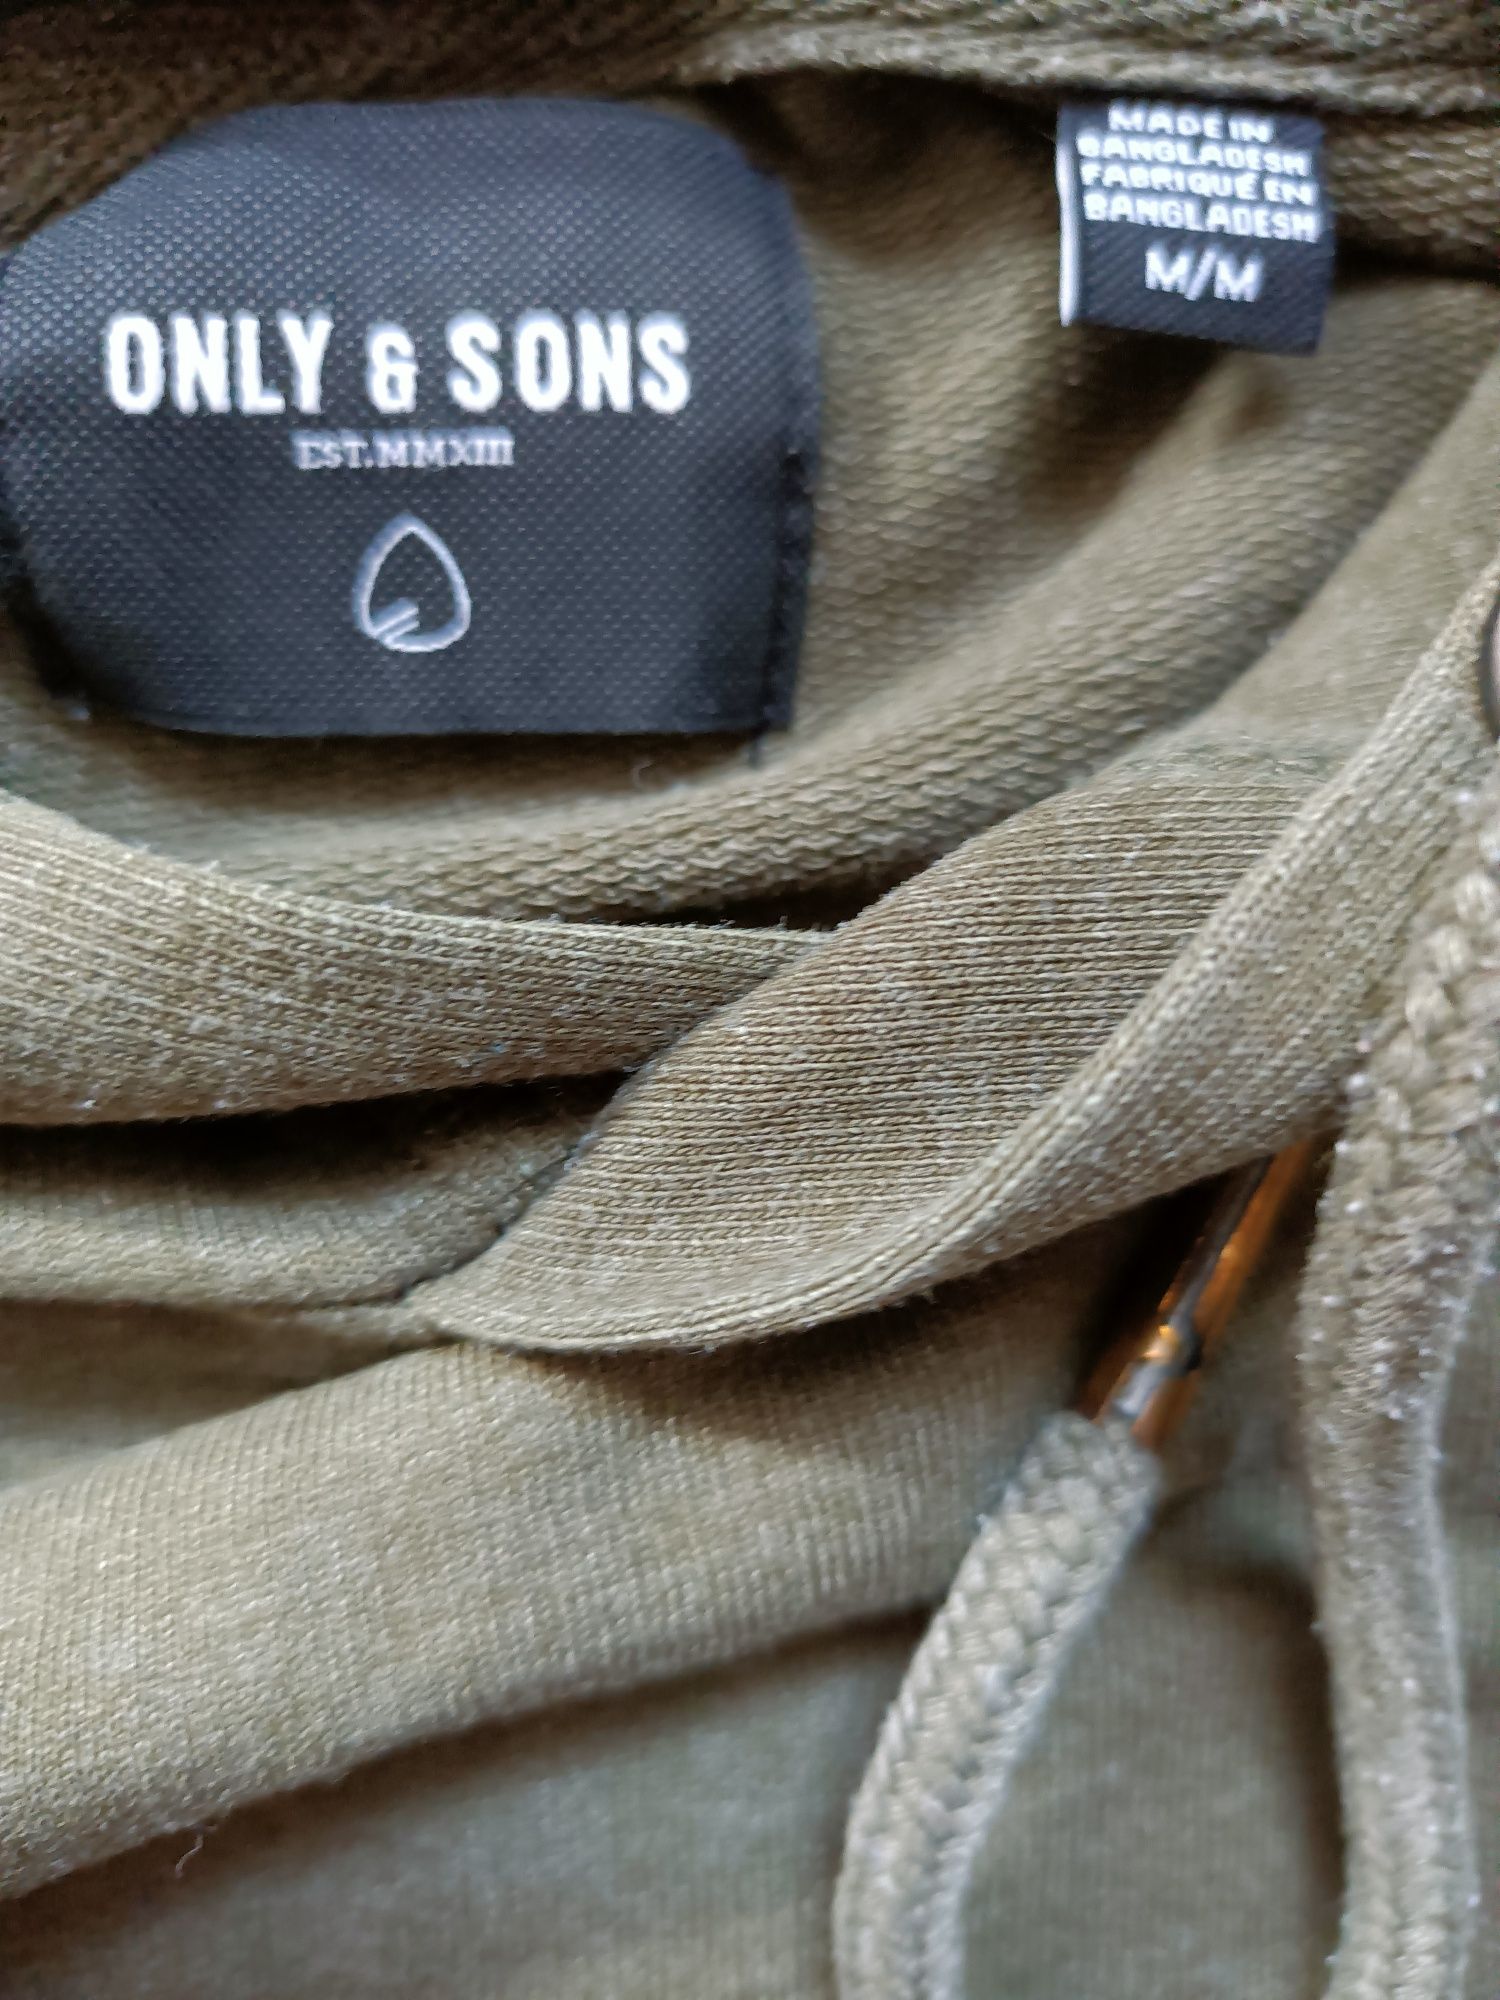 ONLY & SONS
EST.MMXIII
MADE IN
BANGLADESH
FABRIQUÉ EN
BANGLADESH
M/M